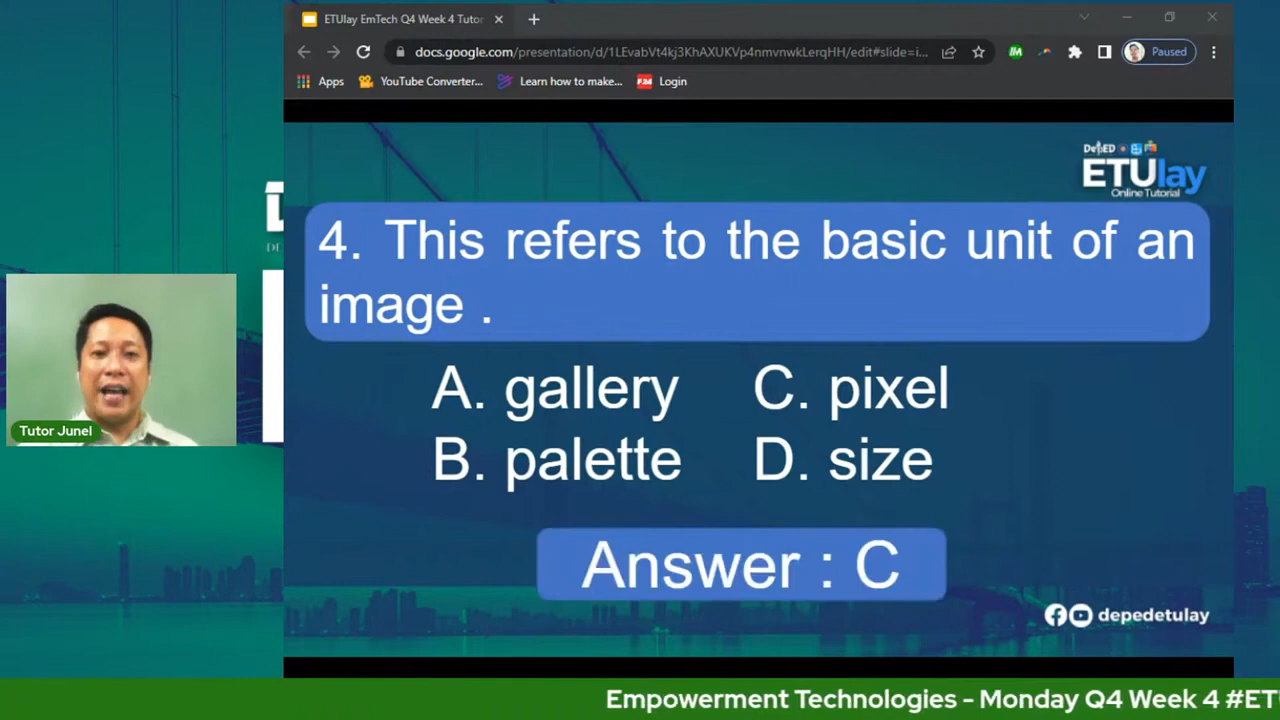 ETUlay EmTech Q4 Week 4 Tutor
docs.google.com/presentation/d/1LEvabVt4kj3KhAXUKVp4nmvnwkLerqHH/edit#slide=i...
Paused
Apps
YouTube Converter...
Learn how to make...
Login
DepED
ETUlay
Online Tutorial
4. This refers to the basic unit of an
image .
A. gallery
C. pixel
B. palette
D. size
Answer : C
Tutor Junel
depedetulay
Empowerment Technologies - Monday Q4 Week 4 #ET